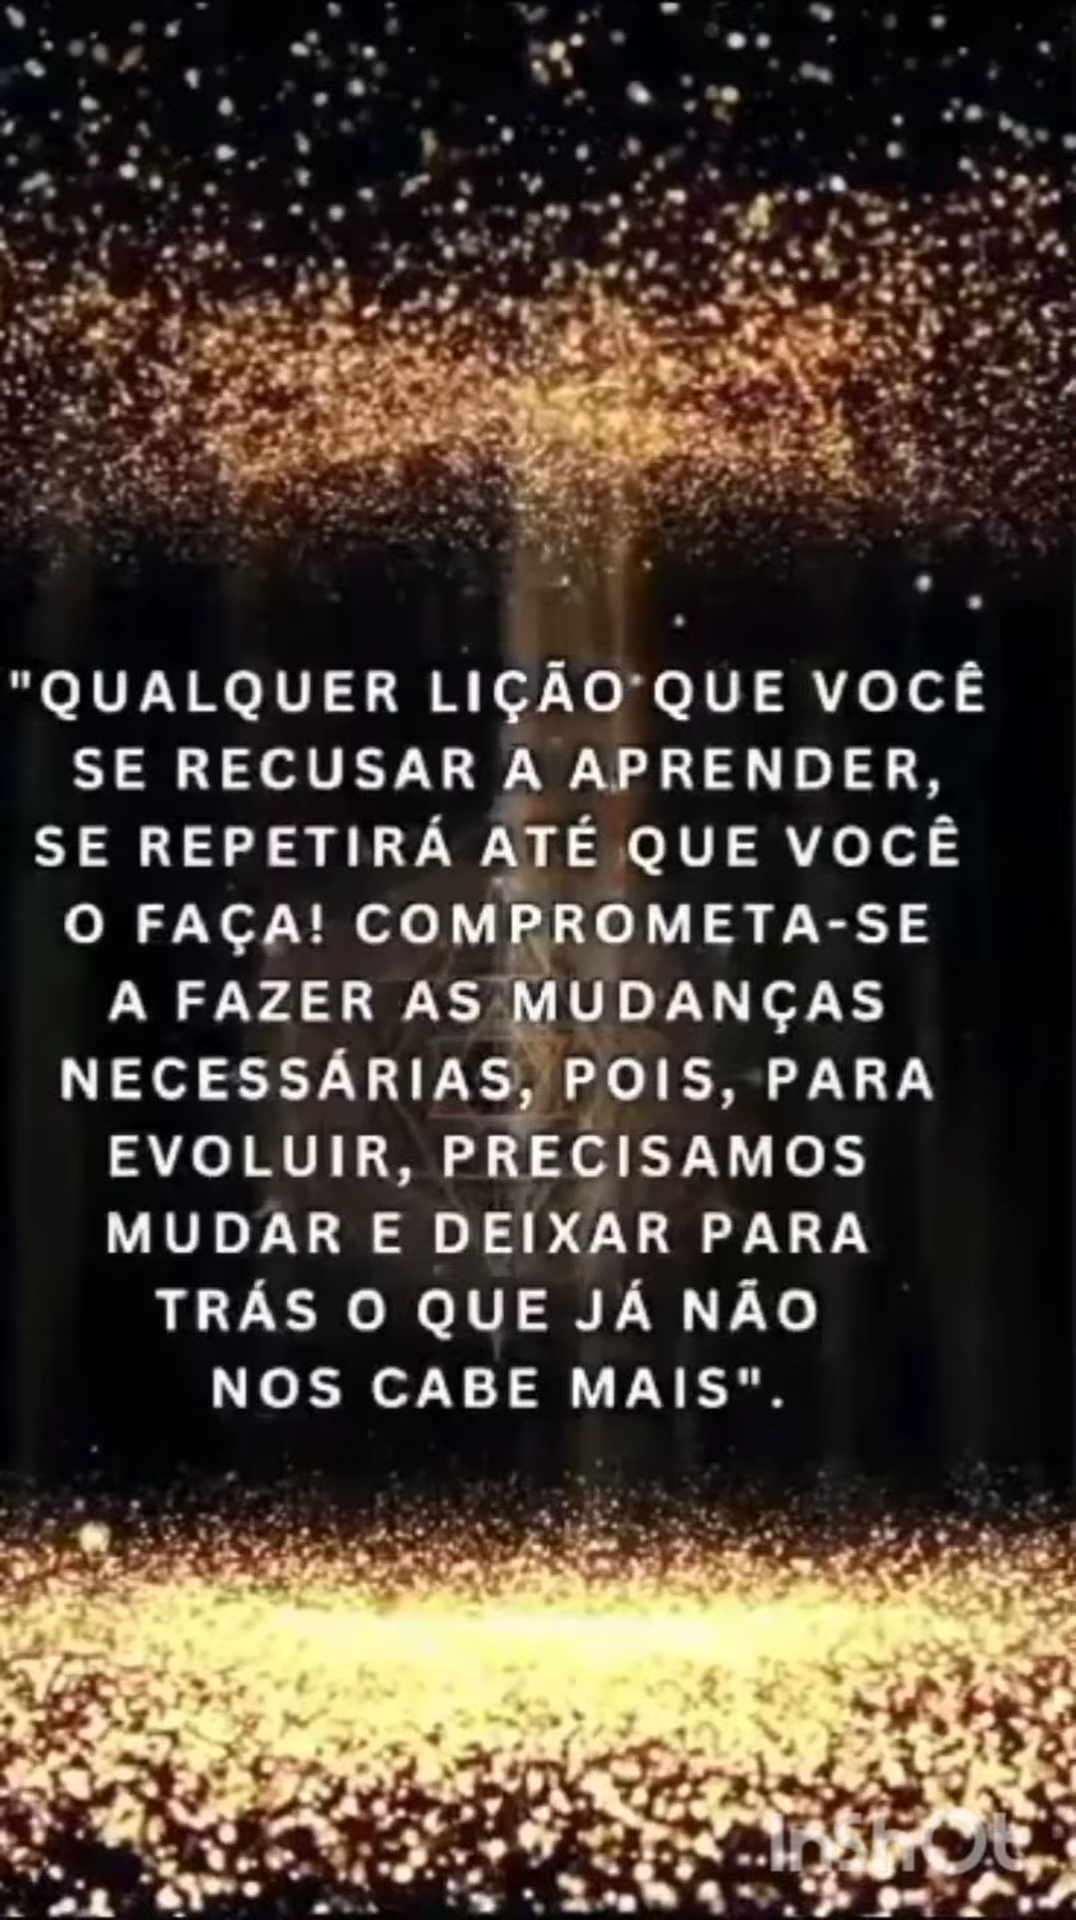 "QUALQUER LIÇÃO QUE VOCÊ
SE RECUSAR A APRENDER,
SE REPETIRÁ ATÉ QUE VOCÊ
O FAÇA! COMPROMETA-SE
A FAZER AS MUDANÇAS
NECESSÁRIAS, POIS, PARA
EVOLUIR, PRECISAMOS
MUDAR E DEIXAR PARA
TRÁS O QUE JÁ NÃO
NOS CABE MAIS".
InShOt